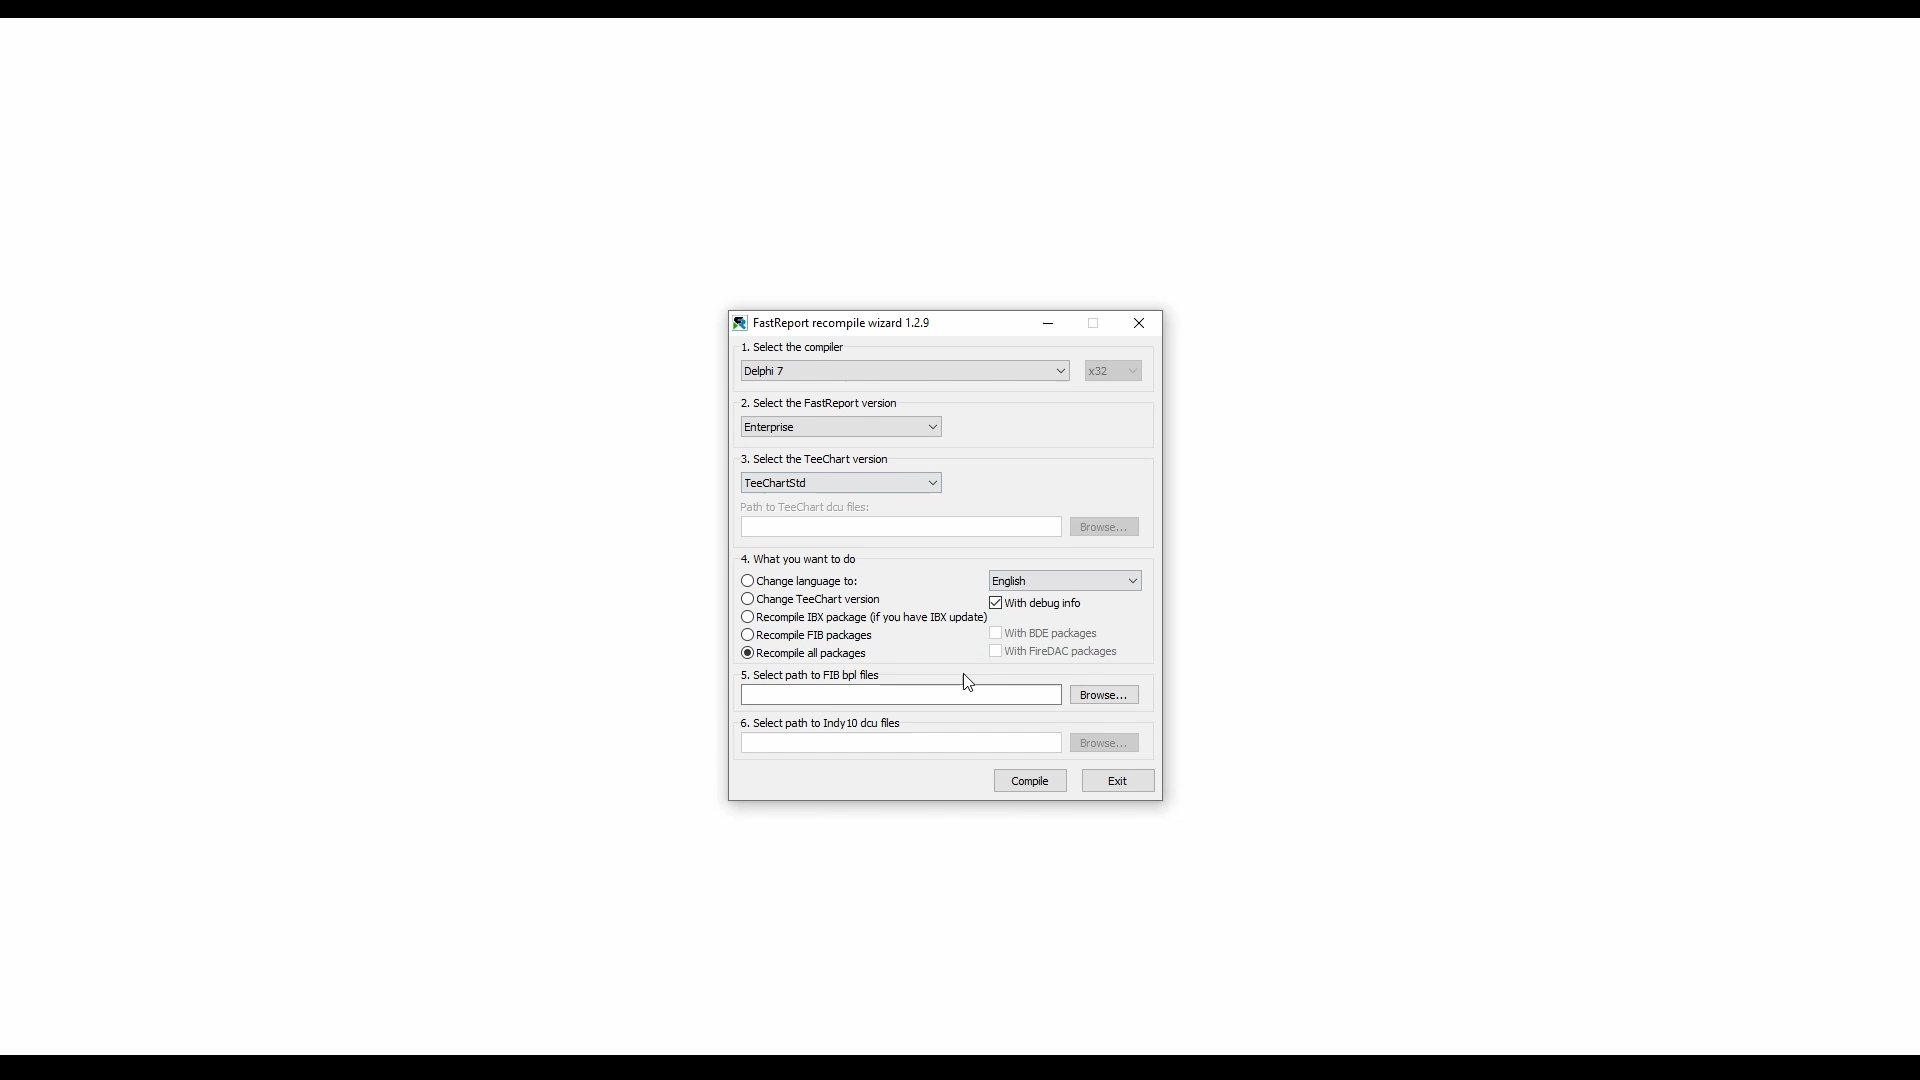 FastReport recompile wizard 1.2.9
1. Select the compiler
Delphi 7
x32
2. Select the FastReport version
Enterprise
3. Select the TeeChart version
TeeChartStd
Path to TeeChart dcu files:
Browse...
4. What you want to do
Change language to:
English
Change TeeChart version
With debug info
Recompile IBX package (if you have IBX update)
Recompile FIB packages
With BDE packages
Recompile all packages
With FireDAC packages
5. Select path to FIB bpl files
Browse...
6. Select path to Indy10 dcu files
Browse...
Compile
Exit